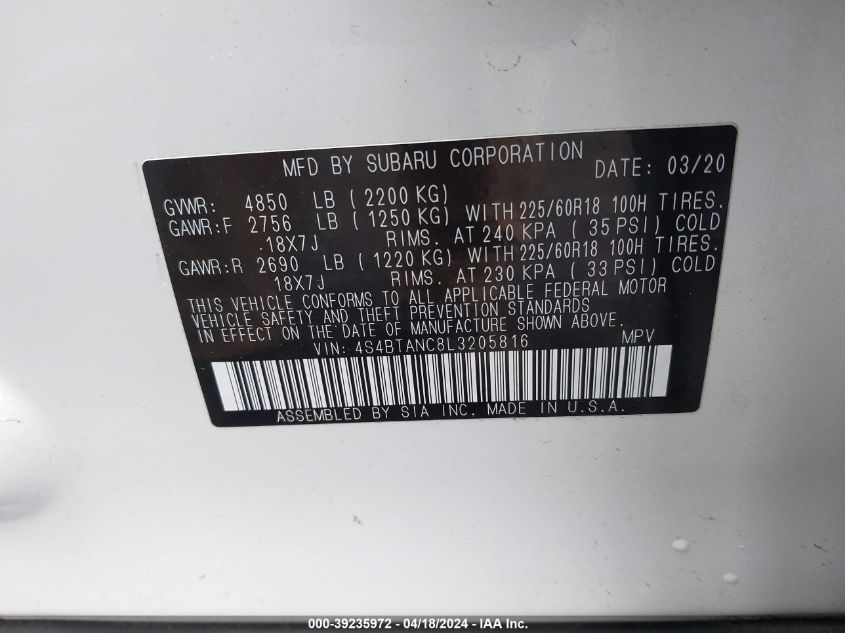 MFD BY SUBARU CORPORATION DATE: 03/20
GVWR: 4850 LB (2200 KG)
GAWR:F 2756 LB (1250 KG) WITH 225/60R18 100H TIRES.
18X7J RIMS. AT 240 KPA (35 PSI) COLD
GAWR:R 2690 LB (1220 KG) WITH 225/60R18 100H TIRES.
18X7J RIMS. AT 230 KPA (33 PSI) COLD
THIS VEHICLE CONFORMS TO ALL APPLICABLE FEDERAL MOTOR
VEHICLE SAFETY AND THEFT PREVENTION STANDARDS
IN EFFECT ON THE DATE OF MANUFACTURE SHOWN ABOVE.
VIN: 4S4BTANC8L3205816 MPV
ASSEMBLED BY SIA INC. MADE IN U.S.A.
000-39235972 - 04/18/2024 - IAA Inc.